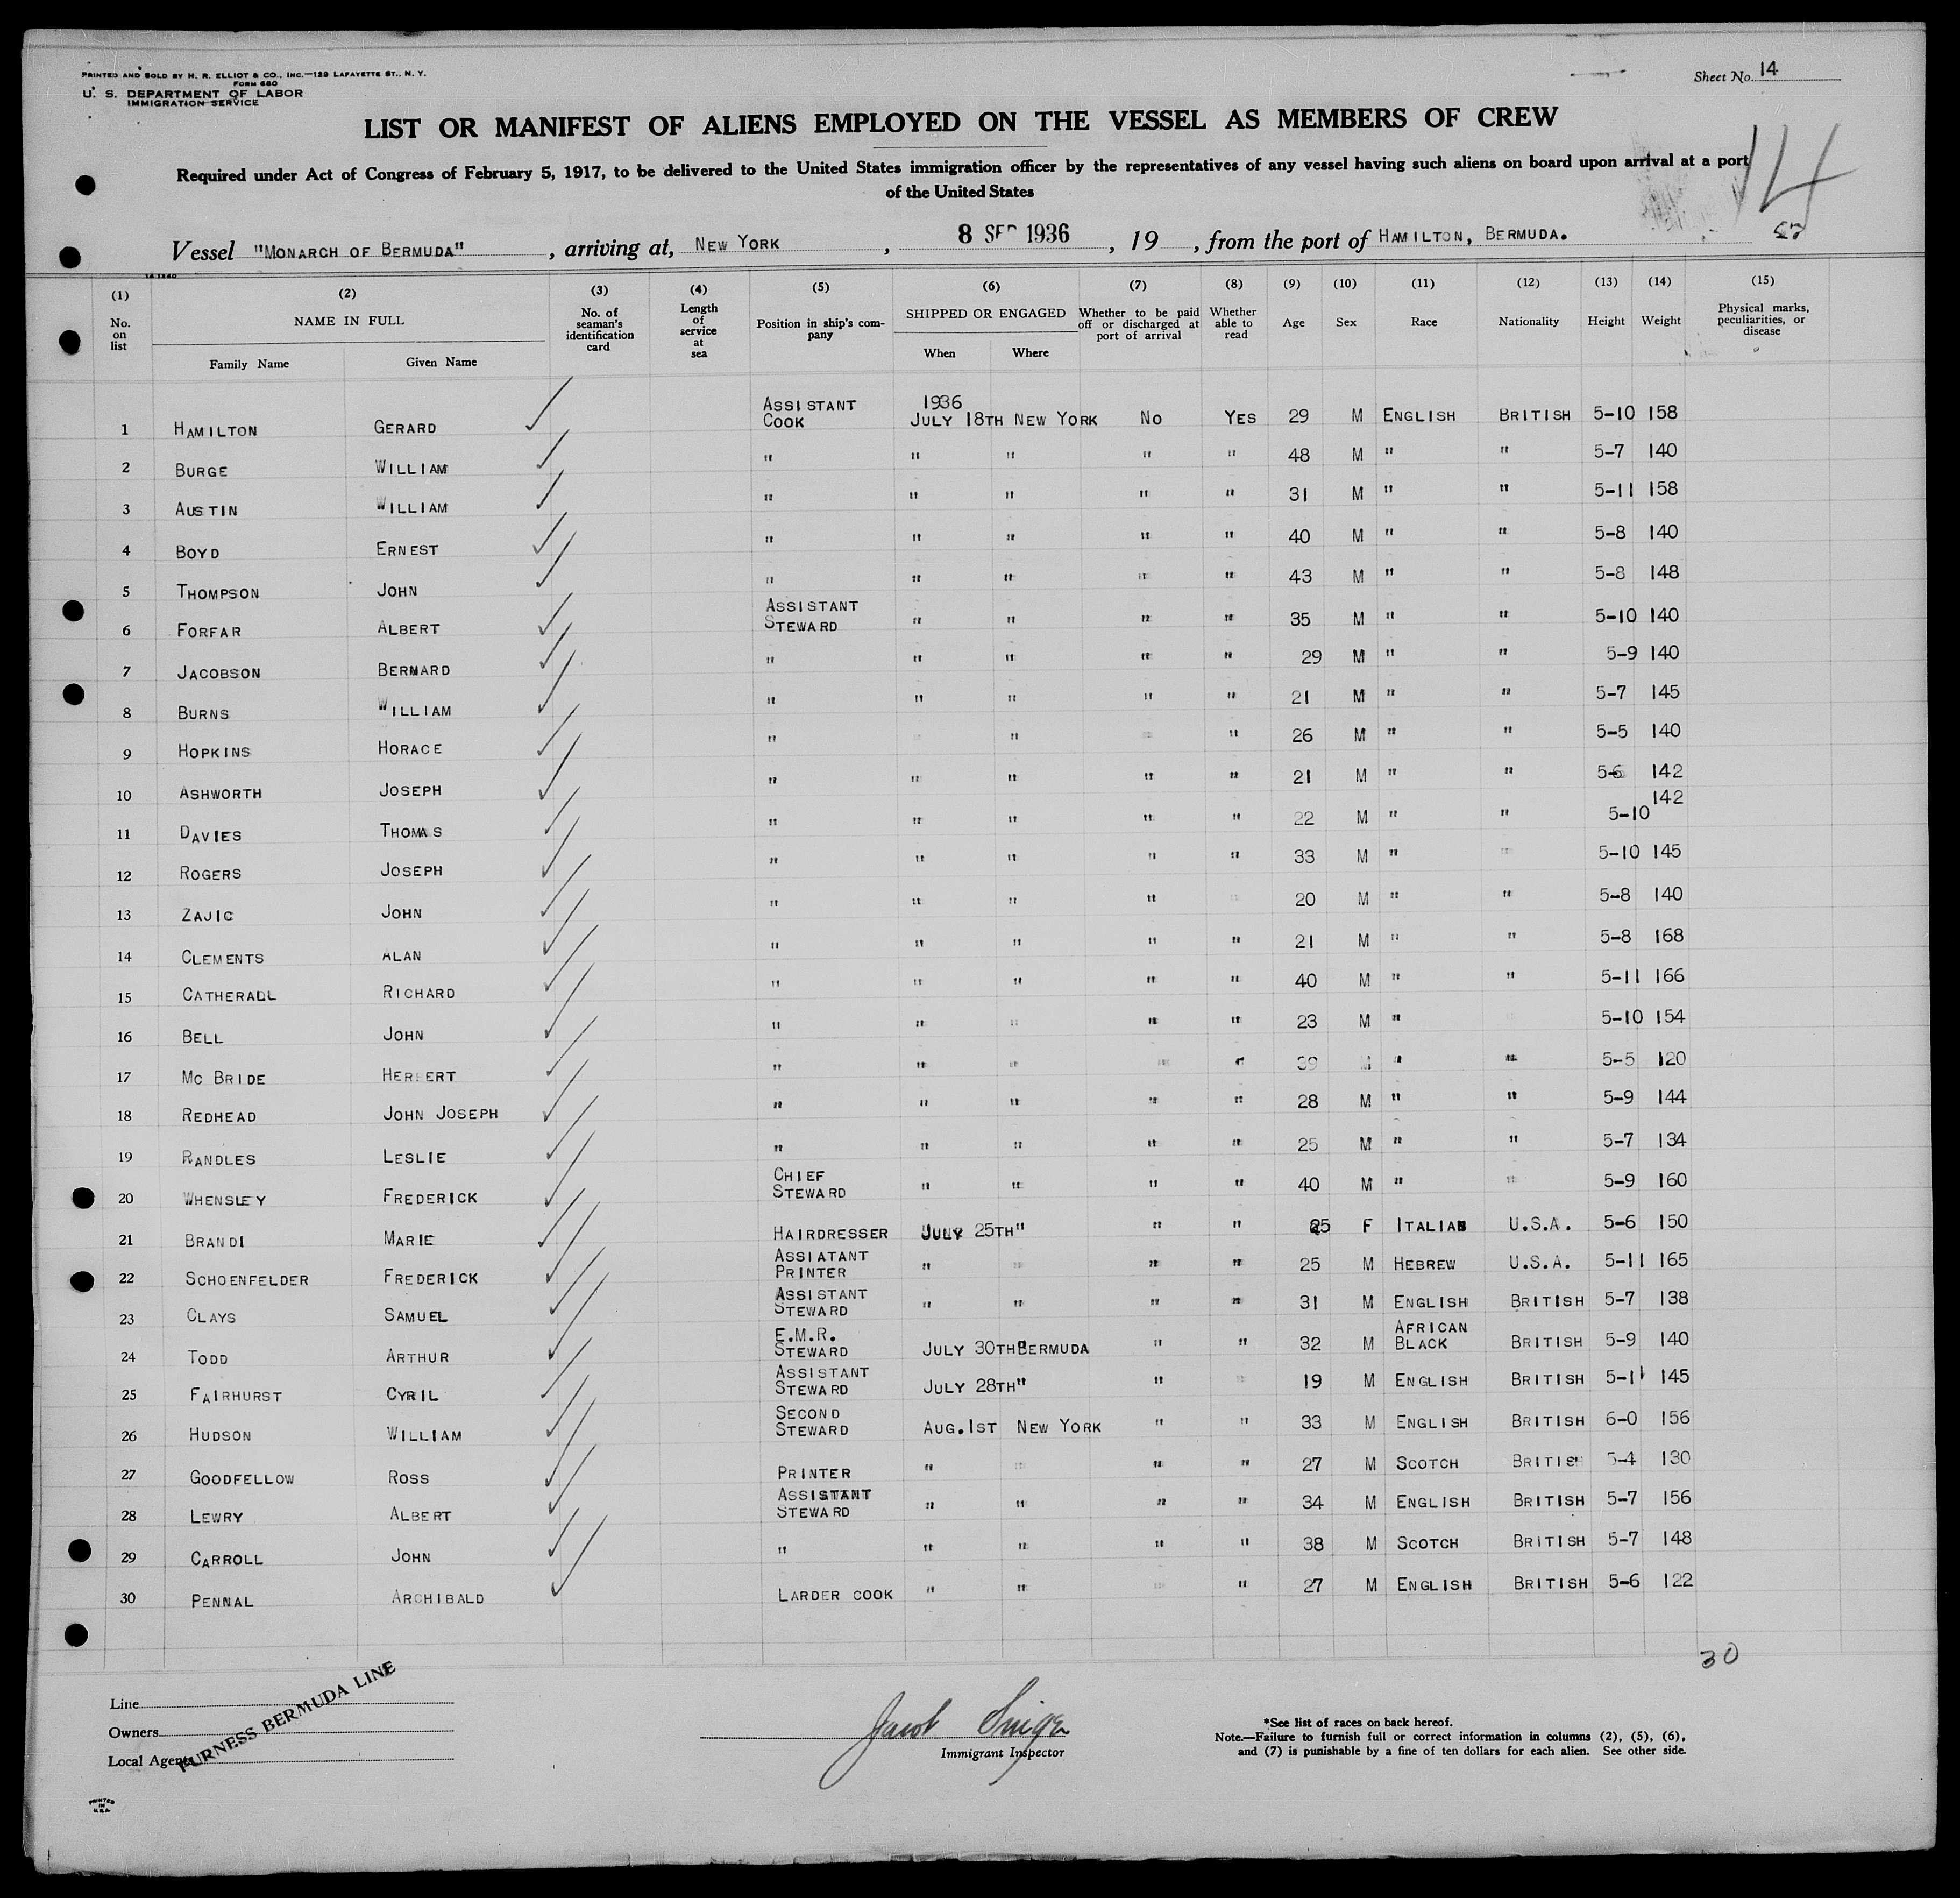 PRINTED AND SOLD BY H. R. ELLIOT & CO., INC.—129 LAFAYETTE ST., N. Y.
FORM 680
U. S. DEPARTMENT OF LABOR
IMMIGRATION SERVICE
Sheet No. 14
LIST OR MANIFEST OF ALIENS EMPLOYED ON THE VESSEL AS MEMBERS OF CREW
Required under Act of Congress of February 5, 1917, to be delivered to the United States immigration officer by the representatives of any vessel having such aliens on board upon arrival at a port
of the United States
14
Vessel "MONARCH OF BERMUDA", arriving at, NEW YORK, 8 SEP 1936, 19 , from the port of HAMILTON, BERMUDA.
(1) No. on list (2) NAME IN FULL Family Name Given Name (3) No. of seaman's identification card (4) Length of service at sea (5) Position in ship's company (6) SHIPPED OR ENGAGED When Where (7) Whether to be paid off or discharged at port of arrival (8) Whether able to read (9) Age (10) Sex (11) Race (12) Nationality (13) Height (14) Weight (15) Physical marks, peculiarities, or disease
1 HAMILTON GERARD ASSISTANT COOK 1936 JULY 18TH NEW YORK NO YES 29 M ENGLISH BRITISH 5-10 158
2 BURGE WILLIAM " " " " " 48 M " " 5-7 140
3 AUSTIN WILLIAM " " " " " 31 M " " 5-11 158
4 BOYD ERNEST " " " " " 40 M " " 5-8 140
5 THOMPSON JOHN " " " " " 43 M " " 5-8 148
6 FORFAR ALBERT ASSISTANT STEWARD " " " " 35 M " " 5-10 140
7 JACOBSON BERNARD " " " " " 29 M " " 5-9 140
8 BURNS WILLIAM " " " " " 21 M " " 5-7 145
9 HOPKINS HORACE " " " " " 26 M " " 5-5 140
10 ASHWORTH JOSEPH " " " " " 21 M " " 5-6 142
11 DAVIES THOMAS " " " " " 22 M " " 5-10 142
12 ROGERS JOSEPH " " " " " 33 M " " 5-10 145
13 ZAJIC JOHN " " " " " 20 M " " 5-8 140
14 CLEMENTS ALAN " " " " " 21 M " " 5-8 168
15 CATHERALL RICHARD " " " " " 40 M " " 5-11 166
16 BELL JOHN " " " " " 23 M " 5-10 154
17 MC BRIDE HERBERT " " " " " 39 M " " 5-5 120
18 REDHEAD JOHN JOSEPH " " " " " 28 M " " 5-9 144
19 RANDLES LESLIE " " " " " 25 M " " 5-7 134
20 WHENSLEY FREDERICK CHIEF STEWARD " " " " 40 M " " 5-9 160
21 BRANDI MARIE HAIRDRESSER JULY 25TH " " " 25 F ITALIAN U.S.A. 5-6 150
22 SCHOENFELDER FREDERICK ASSIATANT PRINTER " " " " 25 M HEBREW U.S.A. 5-11 165
23 CLAYS SAMUEL ASSISTANT STEWARD " " " " 31 M ENGLISH BRITISH 5-7 138
24 TODD ARTHUR E.M.R. STEWARD JULY 30TH BERMUDA " " 32 M AFRICAN BLACK BRITISH 5-9 140
25 FAIRHURST CYRIL ASSISTANT STEWARD JULY 28TH " " " 19 M ENGLISH BRITISH 5-11 145
26 HUDSON WILLIAM SECOND STEWARD AUG.1ST NEW YORK " " 33 M ENGLISH BRITISH 6-0 156
27 GOODFELLOW ROSS PRINTER " " " " 27 M SCOTCH BRITISH 5-4 130
28 LEWRY ALBERT ASSISTANT STEWARD " " " " 34 M ENGLISH BRITISH 5-7 156
29 CARROLL JOHN " " " " " 38 M SCOTCH BRITISH 5-7 148
30 PENNAL ARCHIBALD LARDER COOK " " " " 27 M ENGLISH BRITISH 5-6 122
30
Line
Owners
Local Agents
FURNESS BERMUDA LINE
Jacob
Immigrant Inspector
*See list of races on back hereof.
Note.—Failure to furnish full or correct information in columns (2), (5), (6),
and (7) is punishable by a fine of ten dollars for each alien. See other side.
PRINTED
IN
U.S.A.